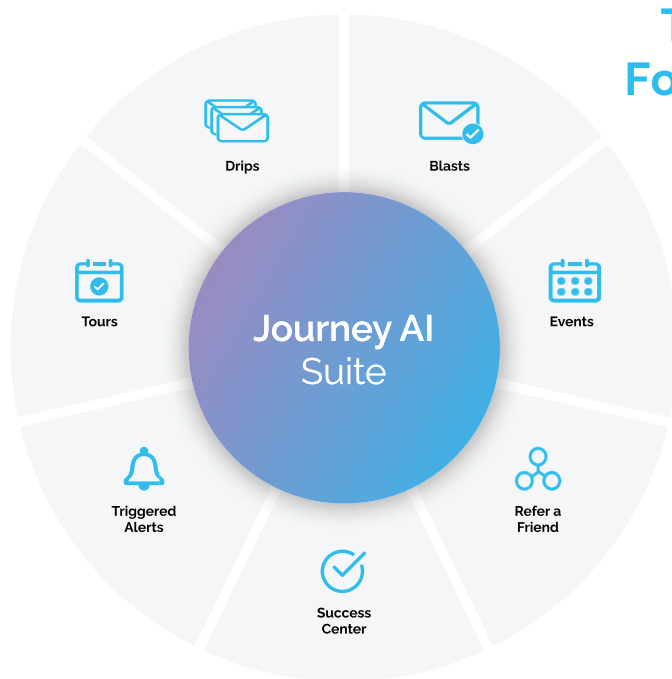 Drips
Blasts
Tours
Events
Journey AI
Suite
Triggered
Alerts
Refer a
Friend
Success
Center